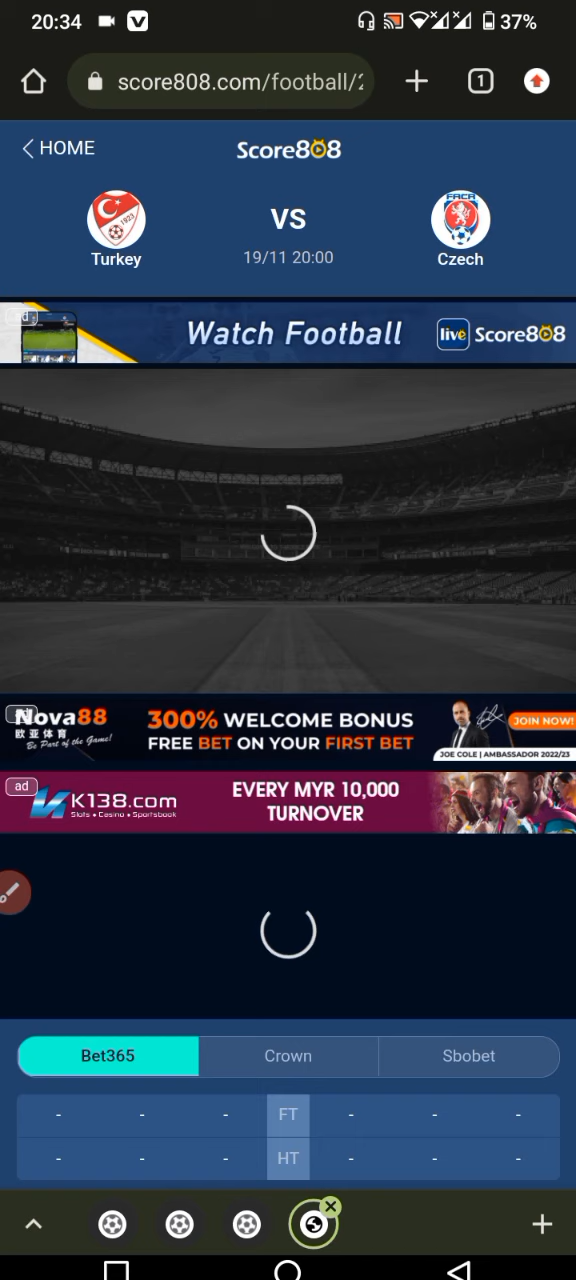 20:34
37%
score808.com/football/2
1
HOME
Score808
VS
19/11 20:00
Turkey
1923
FAČR
Czech
ad
Watch Football
live Score808
ad
Nova88
欧亚体育
Be Part of the Game!
300% WELCOME BONUS
FREE BET ON YOUR FIRST BET
JOIN NOW!
JOE COLE | AMBASSADOR 2022/23
ad
K138.com
Slots • Casino • Sportsbook
EVERY MYR 10,000
TURNOVER
Bet365
Crown
Sbobet
- - - FT - - -
- - - HT - - -